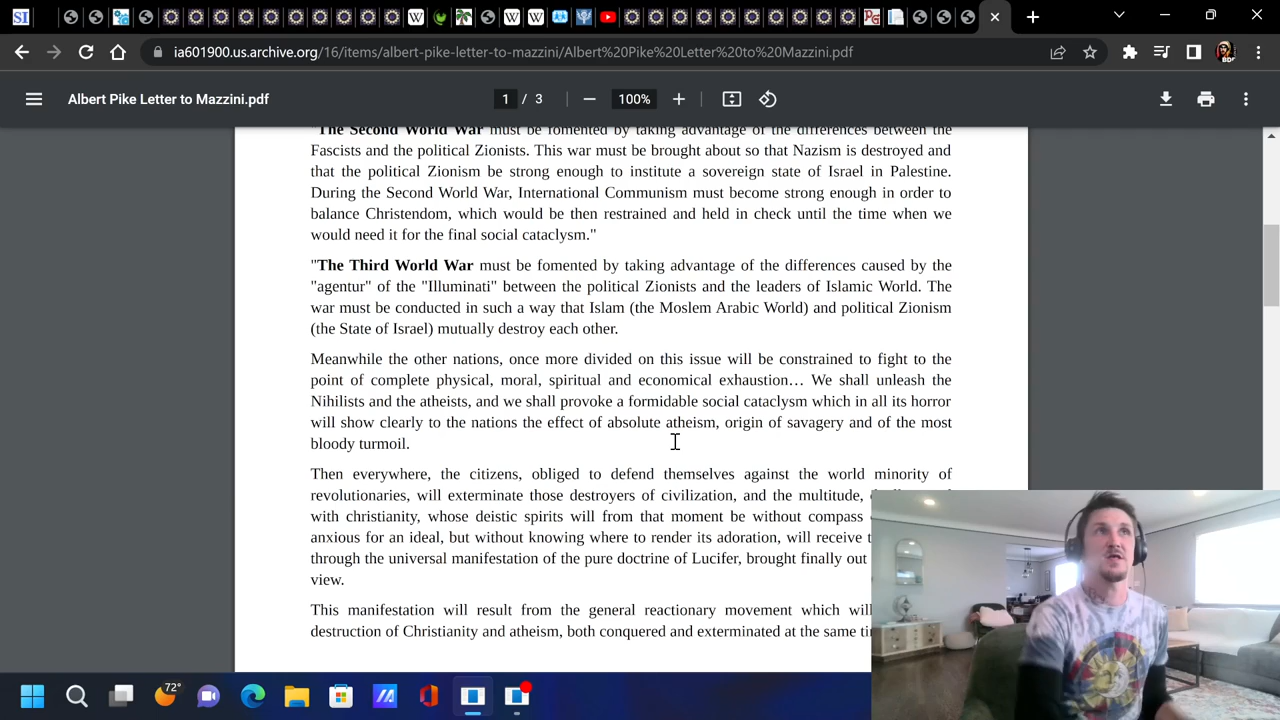 SI
ia601900.us.archive.org/16/items/albert-pike-letter-to-mazzini/Albert%20Pike%20Letter%20to%20Mazzini.pdf
Albert Pike Letter to Mazzini.pdf
1 / 3
100%
"The Second World War must be fomented by taking advantage of the differences between the
Fascists and the political Zionists. This war must be brought about so that Nazism is destroyed and
that the political Zionism be strong enough to institute a sovereign state of Israel in Palestine.
During the Second World War, International Communism must become strong enough in order to
balance Christendom, which would be then restrained and held in check until the time when we
would need it for the final social cataclysm."
"The Third World War must be fomented by taking advantage of the differences caused by the
"agentur" of the "Illuminati" between the political Zionists and the leaders of Islamic World. The
war must be conducted in such a way that Islam (the Moslem Arabic World) and political Zionism
(the State of Israel) mutually destroy each other.
Meanwhile the other nations, once more divided on this issue will be constrained to fight to the
point of complete physical, moral, spiritual and economical exhaustion… We shall unleash the
Nihilists and the atheists, and we shall provoke a formidable social cataclysm which in all its horror
will show clearly to the nations the effect of absolute atheism, origin of savagery and of the most
bloody turmoil.
Then everywhere, the citizens, obliged to defend themselves against the world minority of
revolutionaries, will exterminate those destroyers of civilization, and the multitude,
with christianity, whose deistic spirits will from that moment be without compass
anxious for an ideal, but without knowing where to render its adoration, will receive
through the universal manifestation of the pure doctrine of Lucifer, brought finally out
view.
This manifestation will result from the general reactionary movement which will
destruction of Christianity and atheism, both conquered and exterminated at the same
72°